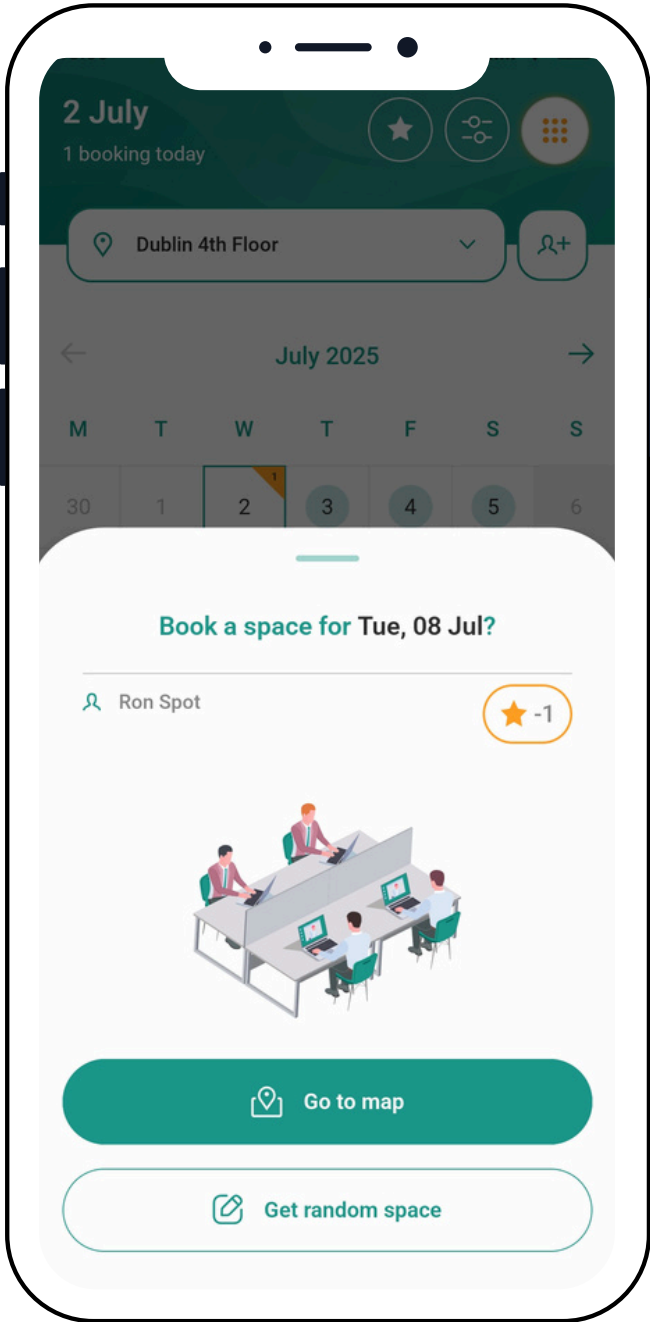 2 July
1 booking today
Dublin 4th Floor
July 2025
M T W T F S S
1
30 1 2 3 4 5 6
Book a space for Tue, 08 Jul?
Ron Spot
-1
Go to map
Get random space